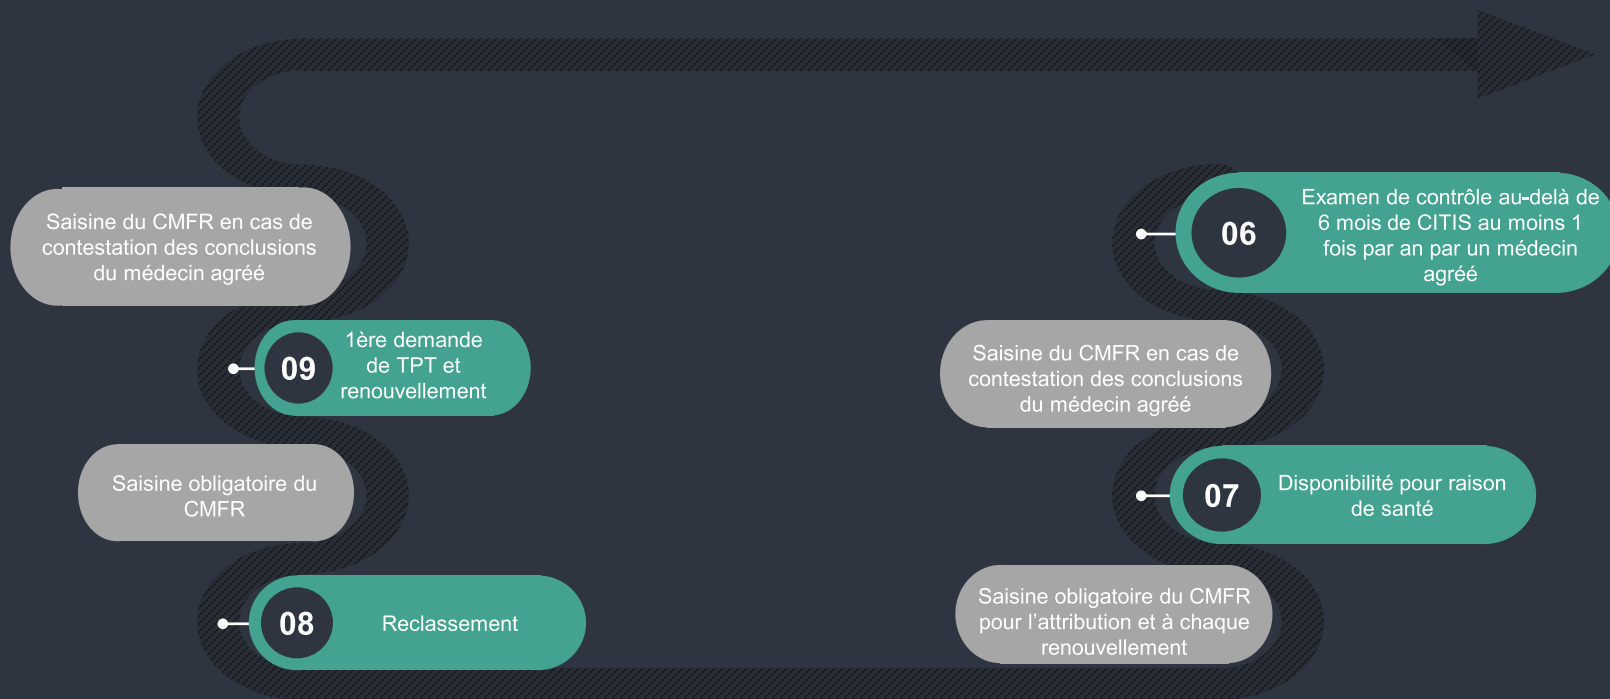 06
Examen de contrôle au-delà de
6 mois de CITIS au moins 1
fois par an par un médecin
agréé
Saisine du CMFR en cas de
contestation des conclusions
du médecin agréé
07
Disponibilité pour raison
de santé
Saisine obligatoire du CMFR
pour l’attribution et à chaque
renouvellement
08
Reclassement
Saisine obligatoire du
CMFR
09
1ère demande
de TPT et
renouvellement
Saisine du CMFR en cas de
contestation des conclusions
du médecin agréé